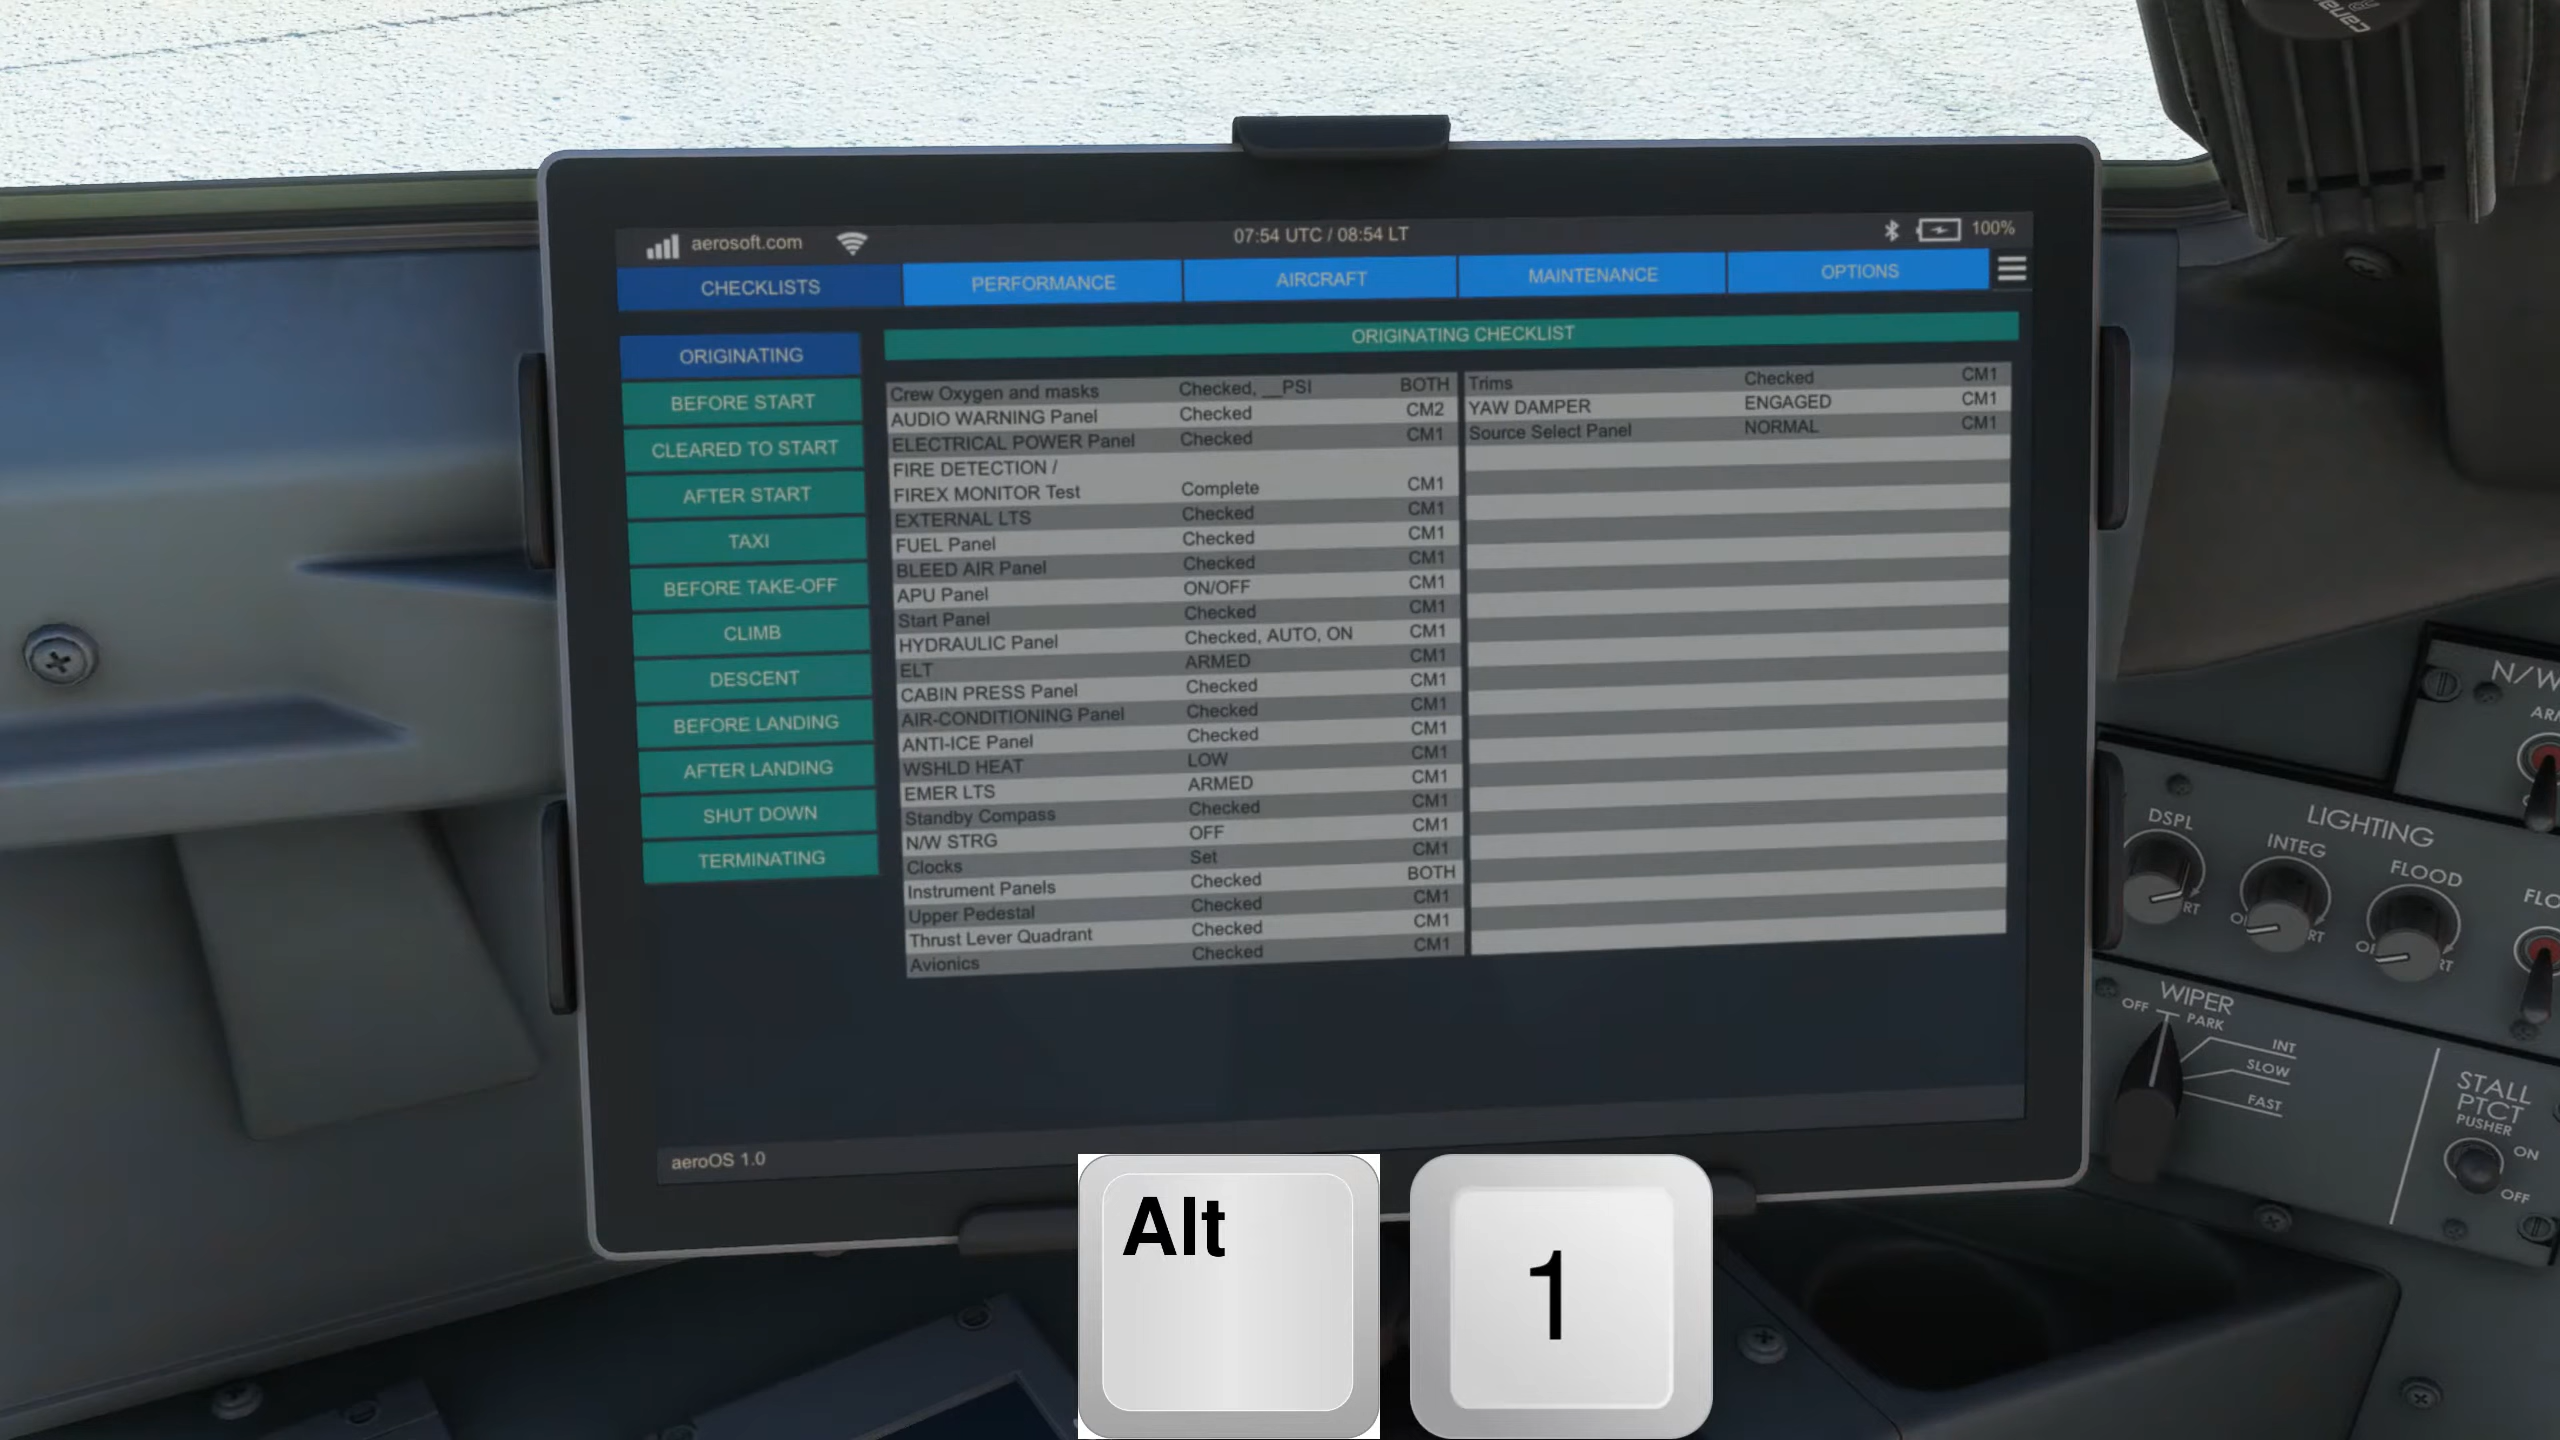 aerosoft.com
07:54 UTC / 08:54 LT
100%
CHECKLISTS PERFORMANCE AIRCRAFT MAINTENANCE OPTIONS
ORIGINATING
BEFORE START
CLEARED TO START
AFTER START
TAXI
BEFORE TAKE-OFF
CLIMB
DESCENT
BEFORE LANDING
AFTER LANDING
SHUT DOWN
TERMINATING
ORIGINATING CHECKLIST
Crew Oxygen and masks Checked, __PSI BOTH
AUDIO WARNING Panel Checked CM2
ELECTRICAL POWER Panel Checked CM1
FIRE DETECTION /
FIREX MONITOR Test Complete CM1
EXTERNAL LTS Checked CM1
FUEL Panel Checked CM1
BLEED AIR Panel Checked CM1
APU Panel ON/OFF CM1
Start Panel Checked CM1
HYDRAULIC Panel Checked, AUTO, ON CM1
ELT ARMED CM1
CABIN PRESS Panel Checked CM1
AIR-CONDITIONING Panel Checked CM1
ANTI-ICE Panel Checked CM1
WSHLD HEAT LOW CM1
EMER LTS ARMED CM1
Standby Compass Checked CM1
N/W STRG OFF CM1
Clocks Set CM1
Instrument Panels Checked BOTH
Upper Pedestal Checked CM1
Thrust Lever Quadrant Checked CM1
Avionics Checked CM1
Trims Checked CM1
YAW DAMPER ENGAGED CM1
Source Select Panel NORMAL CM1
aeroOS 1.0
Alt
1
N/W
LIGHTING
DSPL
INTEG
FLOOD
WIPER
OFF
PARK
INT
SLOW
FAST
STALL
PTCT
PUSHER
ON
OFF